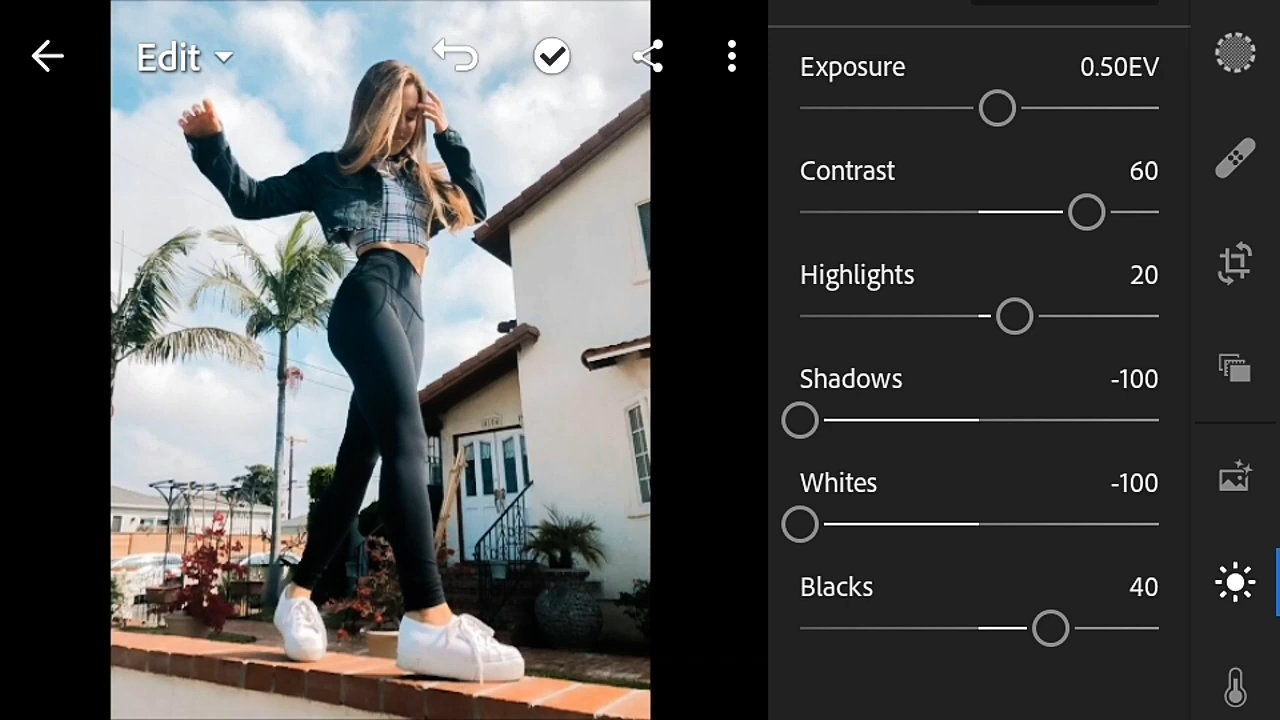 Edit
Exposure 0.50EV
Contrast 60
Highlights 20
Shadows -100
Whites -100
Blacks 40